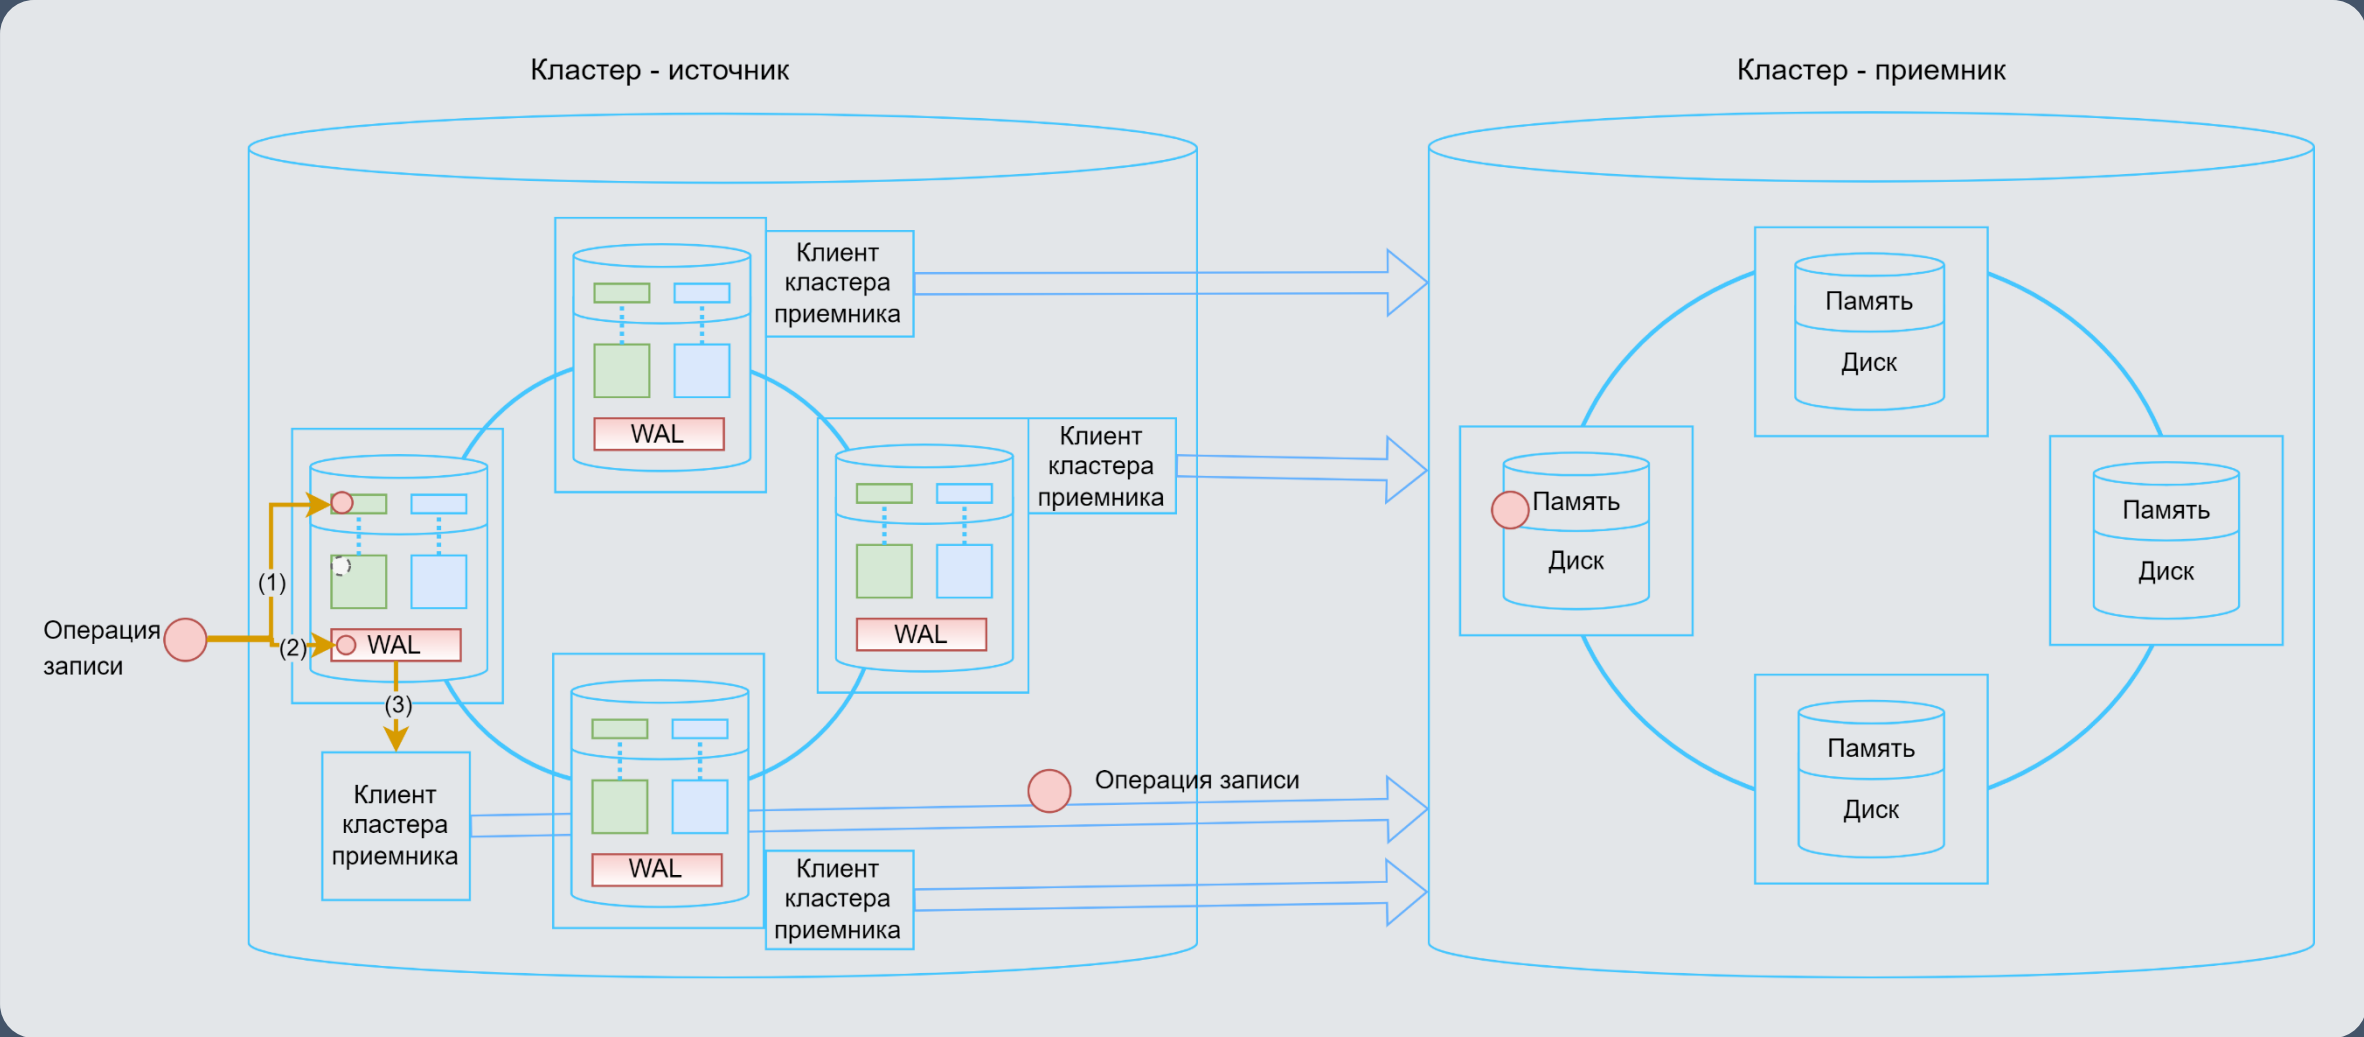 Кластер - источник
Кластер - приемник
Клиент
кластера
приемника
WAL
Клиент
кластера
приемника
WAL
(1)
Операция
записи
(2)
WAL
(3)
Клиент
кластера
приемника
WAL
Клиент
кластера
приемника
Операция записи
Память
Диск
Память
Диск
Память
Диск
Память
Диск